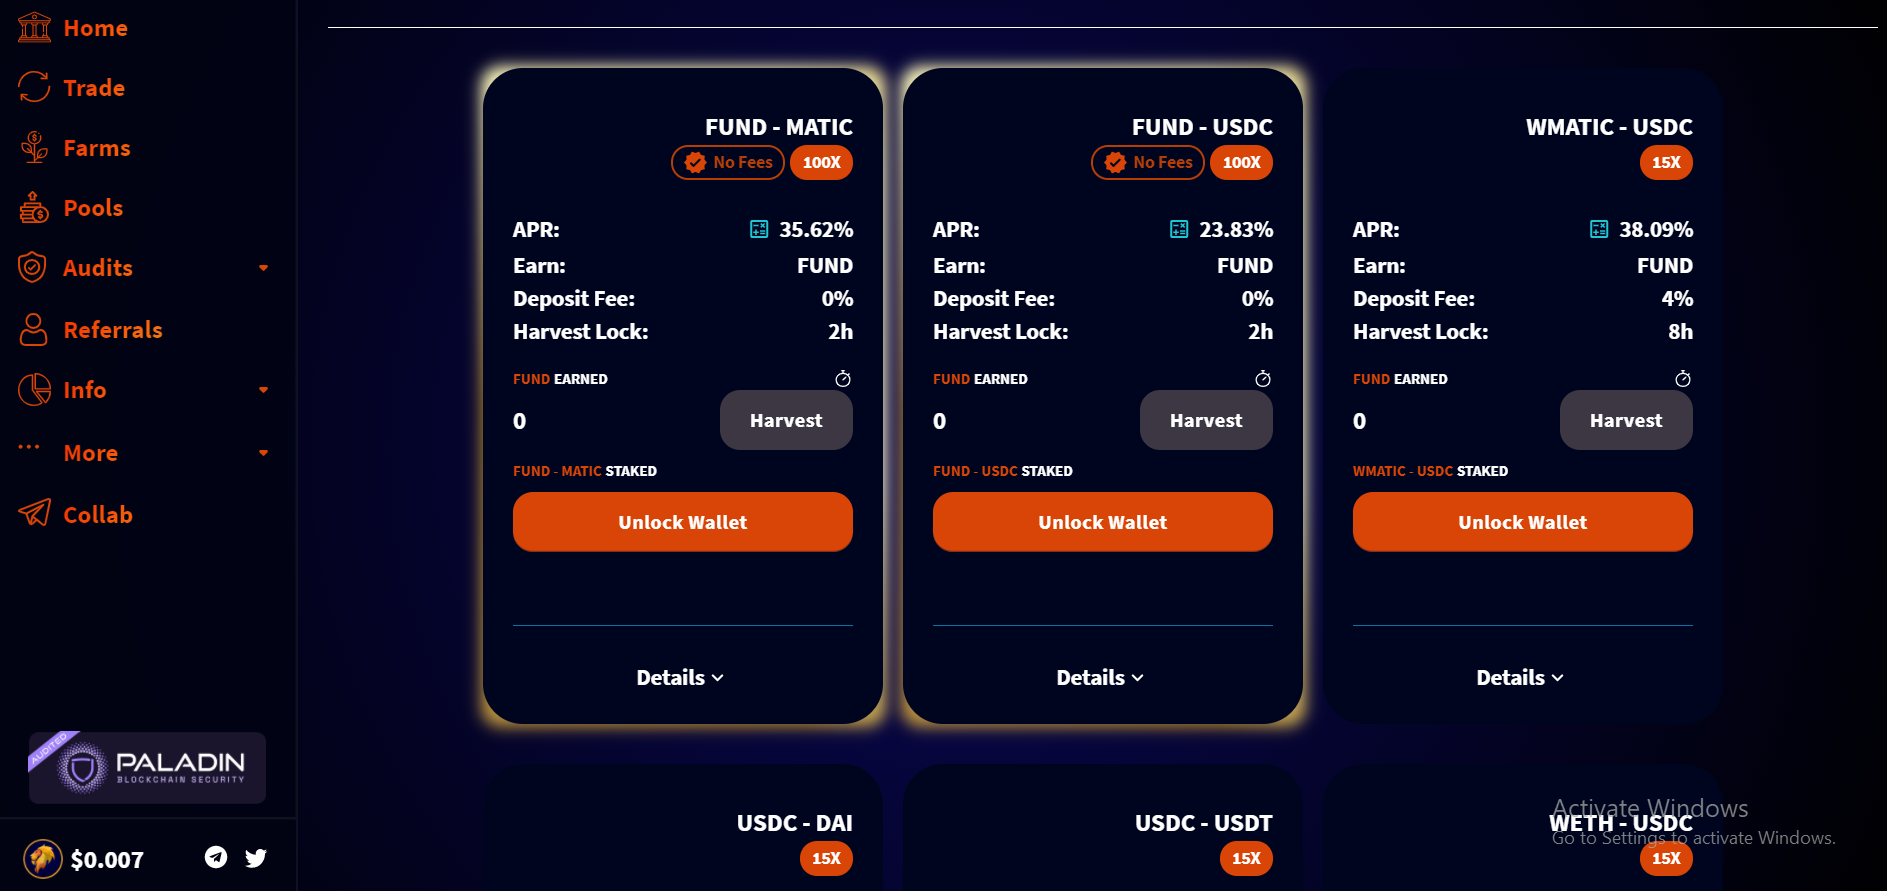 Home
Trade
Farms
Pools
Audits
Referrals
Info
More
Collab
AUDITED
PALADIN
BLOCKCHAIN SECURITY
$0.007
FUND - MATIC
No Fees 100X
APR: 35.62%
Earn: FUND
Deposit Fee: 0%
Harvest Lock: 2h
FUND EARNED
0 Harvest
FUND - MATIC STAKED
Unlock Wallet
Details
FUND - USDC
No Fees 100X
APR: 23.83%
Earn: FUND
Deposit Fee: 0%
Harvest Lock: 2h
FUND EARNED
0 Harvest
FUND - USDC STAKED
Unlock Wallet
Details
WMATIC - USDC
15X
APR: 38.09%
Earn: FUND
Deposit Fee: 4%
Harvest Lock: 8h
FUND EARNED
0 Harvest
WMATIC - USDC STAKED
Unlock Wallet
Details
USDC - DAI
15X
USDC - USDT
15X
WETH - USDC
15X
Activate Windows
Go to Settings to activate Windows.